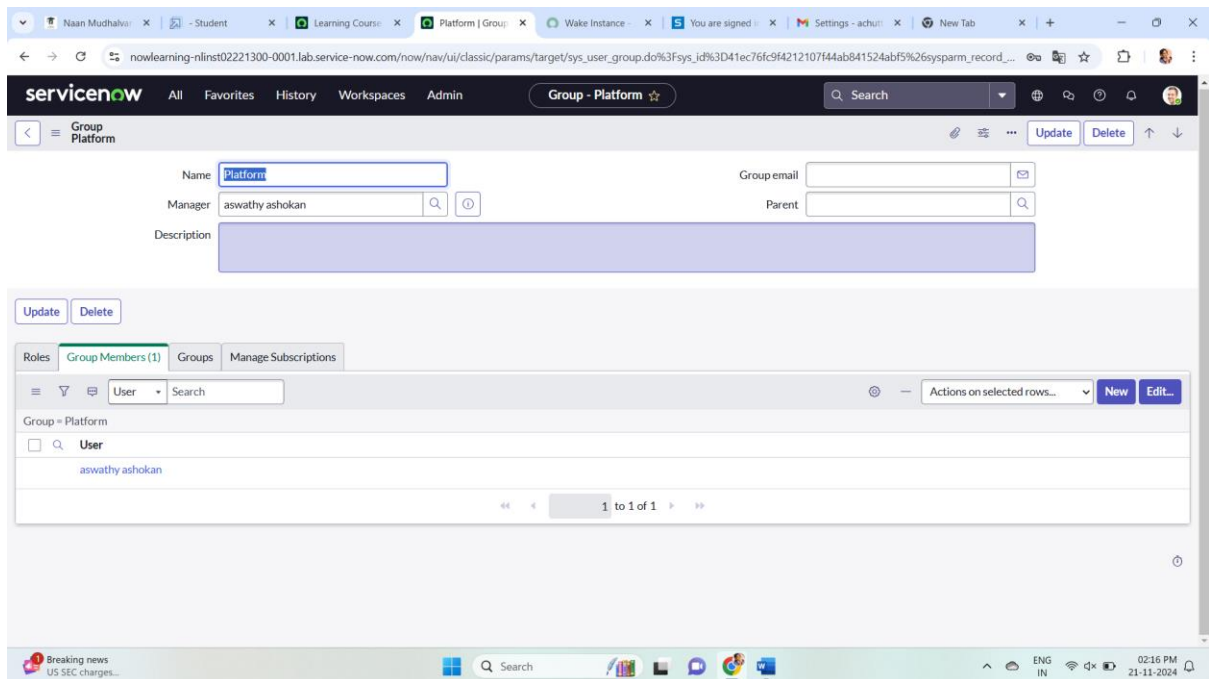 Naan Mudhalvan
- Student
Learning Course
Platform | Group
Wake Instance -
You are signed
Settings - achut
New Tab
nowlearning-nlinst02221300-0001.lab.service-now.com/now/nav/ui/classic/params/target/sys_user_group.do%3Fsys_id%3D41ec76fc9f4212107f44ab841524abf5%26sysparm_record_...
servicenow All Favorites History Workspaces Admin Group - Platform Search
Group
Platform
Update Delete
Name Platform Group email
Manager aswathy ashokan Parent
Description
Update Delete
Roles Group Members (1) Groups Manage Subscriptions
User Search Actions on selected rows... New Edit...
Group = Platform
User
aswathy ashokan
1 to 1 of 1
1
Breaking news
US SEC charges...
Search
ENG
IN
02:16 PM
21-11-2024